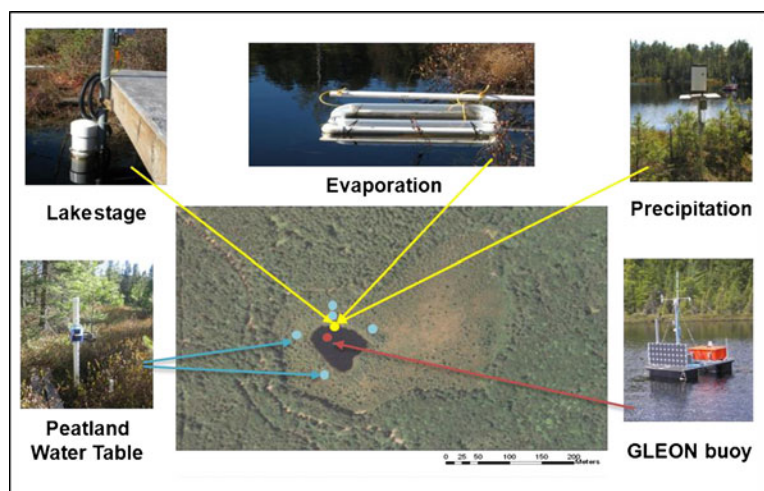 Lakestage
Evaporation
Precipitation
Peatland
Water Table
GLEON buoy
0 25 50 100 150 200
Meters